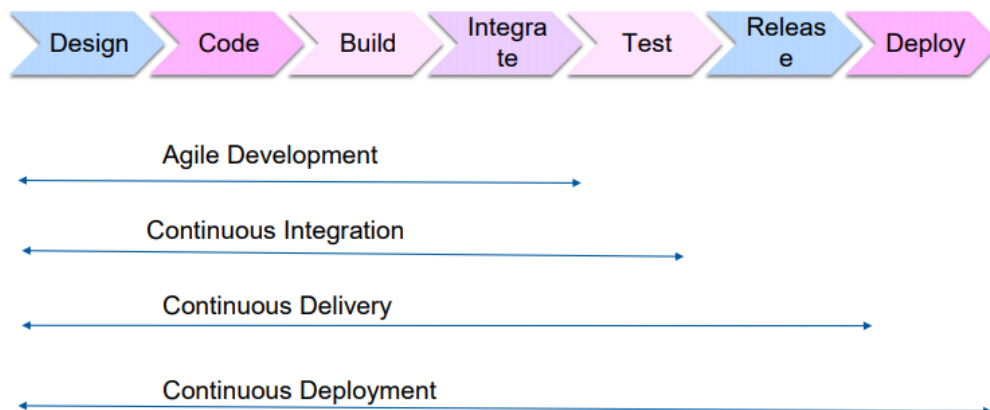 Design
Code
Build
Integra
te
Test
Releas
e
Deploy
Agile Development
Continuous Integration
Continuous Delivery
Continuous Deployment